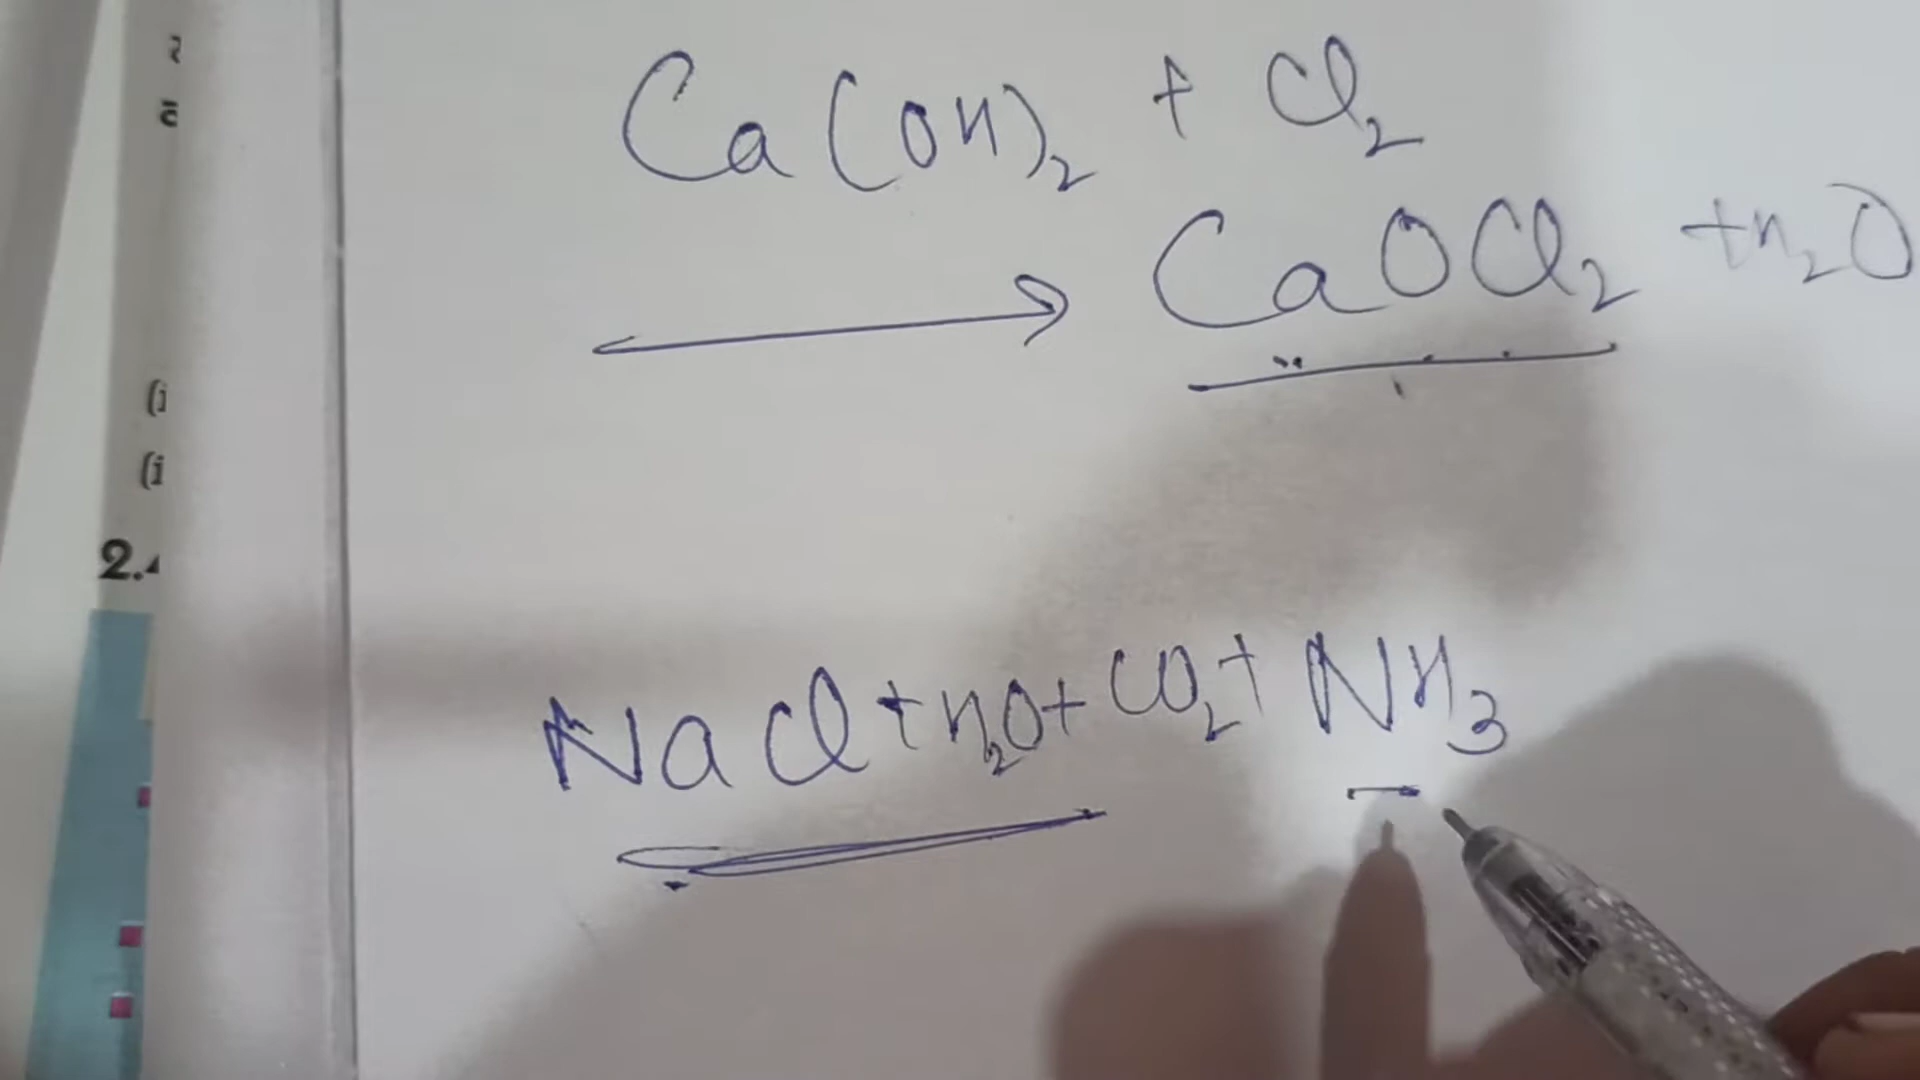 Ca(OH)₂ + Cl₂
→ CaOCl₂ + H₂O
NaCl + H₂O + CO₂ + NH₃
(i
(i
2.